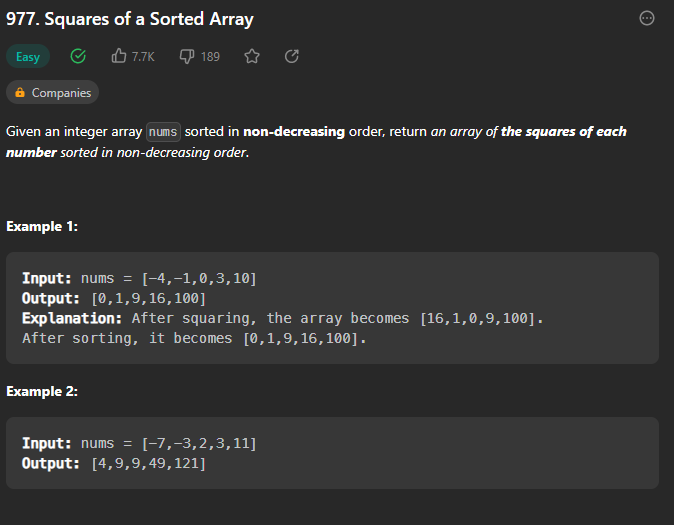 977. Squares of a Sorted Array
Easy 7.7K 189
Companies
Given an integer array nums sorted in non-decreasing order, return an array of the squares of each
number sorted in non-decreasing order.
Example 1:
Input: nums = [-4,-1,0,3,10]
Output: [0,1,9,16,100]
Explanation: After squaring, the array becomes [16,1,0,9,100].
After sorting, it becomes [0,1,9,16,100].
Example 2:
Input: nums = [-7,-3,2,3,11]
Output: [4,9,9,49,121]